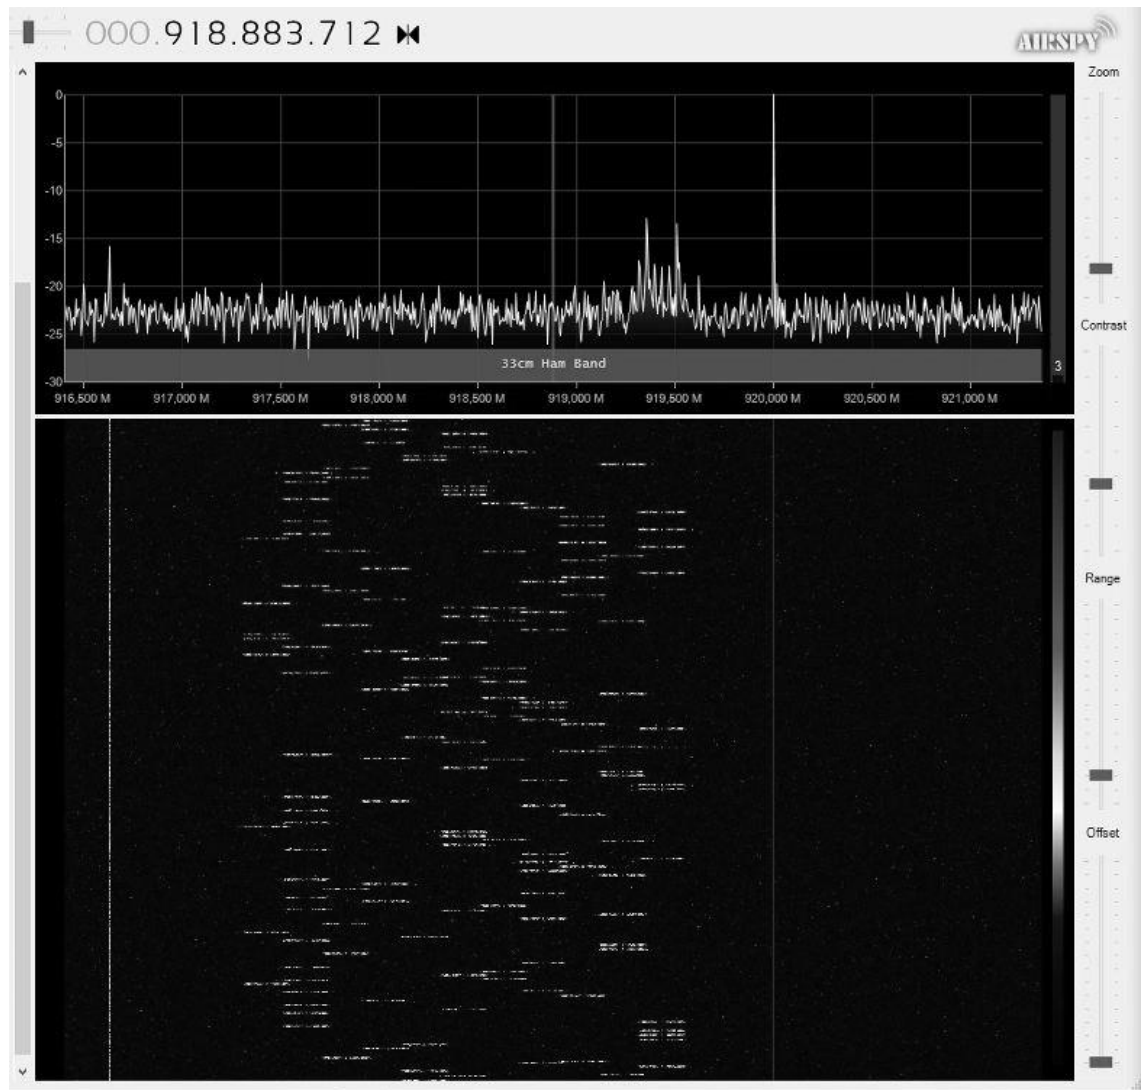 000.918.883.712
AIRSPY
Zoom
0
-5
-10
-15
-20
-25
-30
33cm Ham Band
3
916,500 M 917,000 M 917,500 M 918,000 M 918,500 M 919,000 M 919,500 M 920,000 M 920,500 M 921,000 M
Contrast
Range
Offset